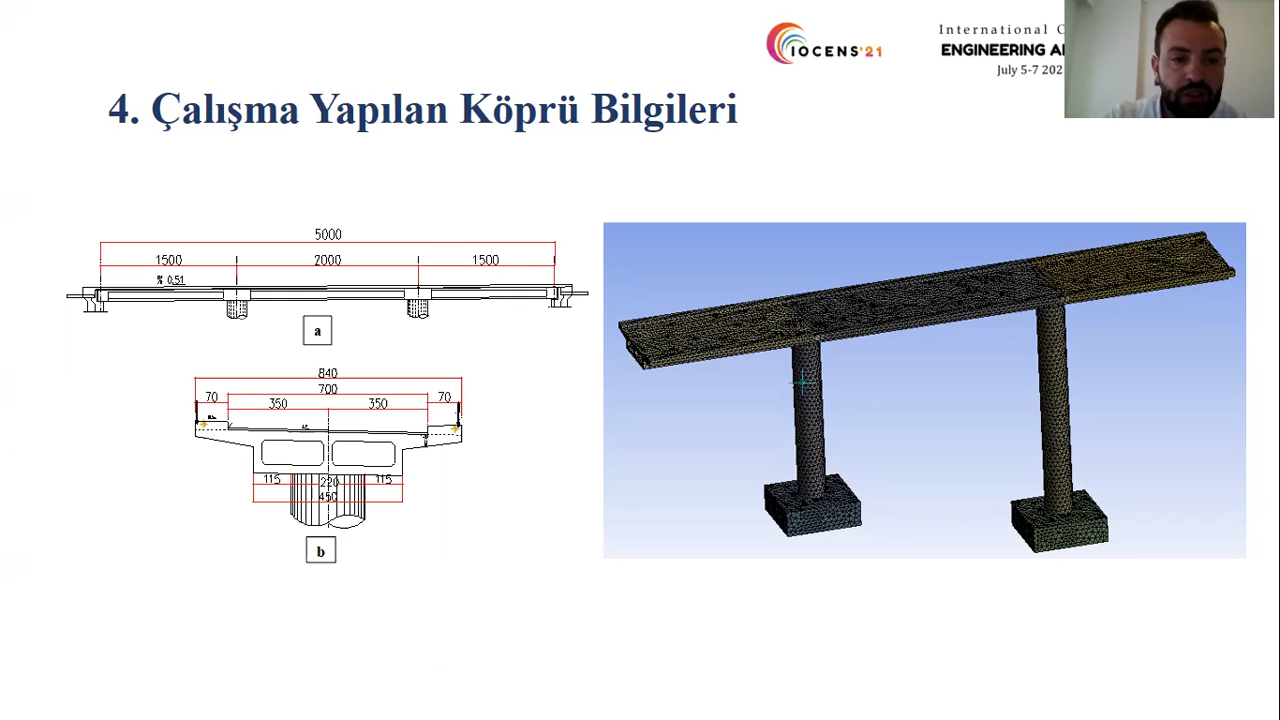 IOCENS'21
International C
ENGINEERING A
July 5-7 202
4. Çalışma Yapılan Köprü Bilgileri
5000
1500 2000 1500
% 0.51
a
840
700
70 350 350 70
115 220 115
450
b